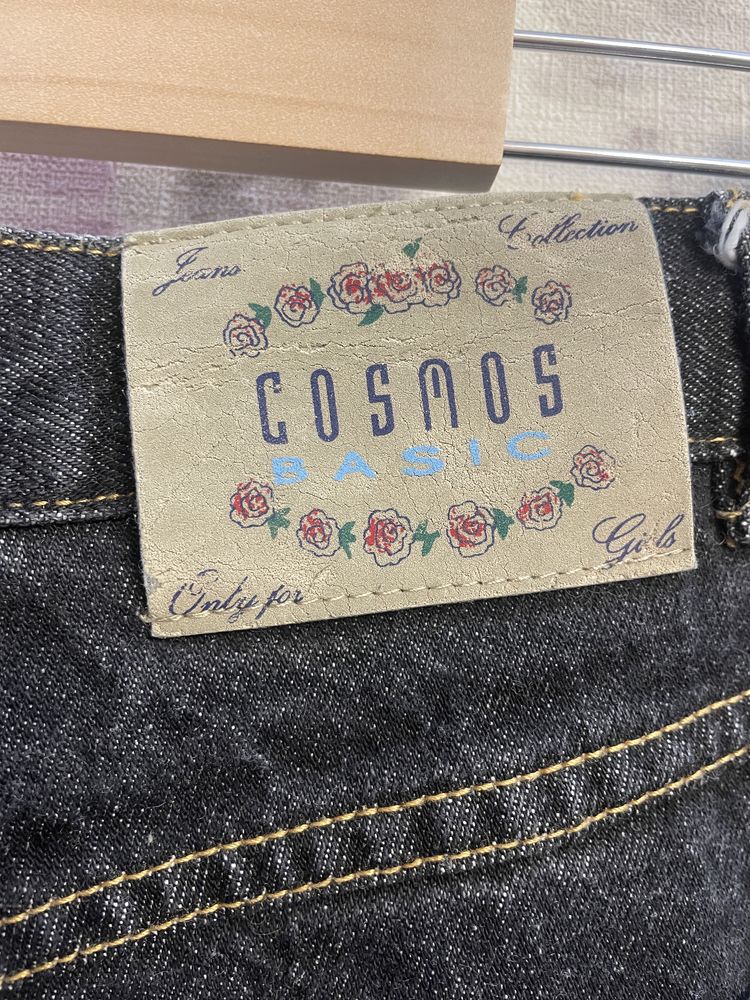 Jeans Collection
COSMOS
BASIC
Only for Girls